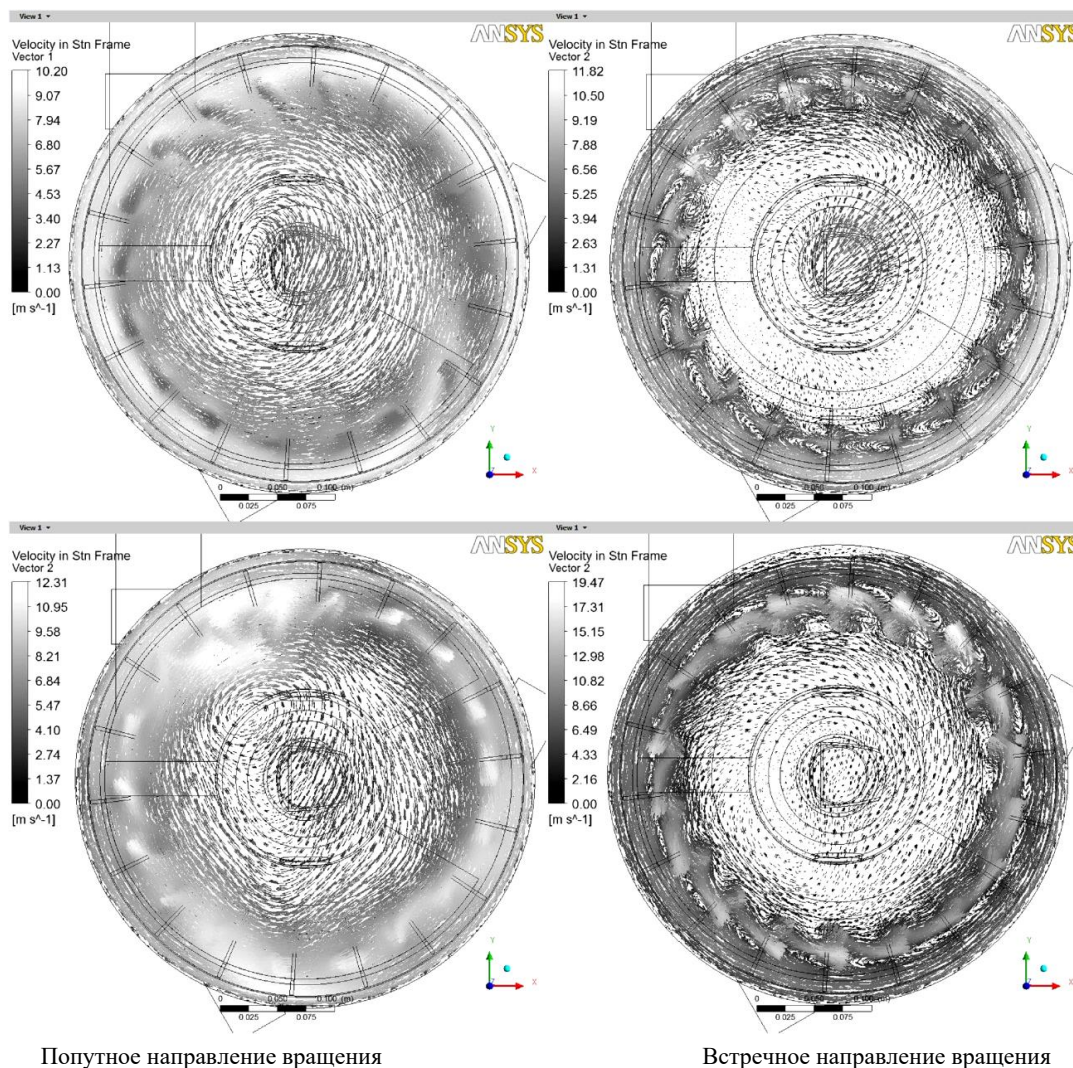 View 1
ANSYS
Velocity in Stn Frame
Vector 1
10.20
9.07
7.94
6.80
5.67
4.53
3.40
2.27
1.13
0.00
[m s^-1]
Y
X
Z
0 0.050 0.100 (m)
0.025 0.075
View 1
ANSYS
Velocity in Stn Frame
Vector 2
11.82
10.50
9.19
7.88
6.56
5.25
3.94
2.63
1.31
0.00
[m s^-1]
Y
X
Z
0 0.050 0.100 (m)
0.025 0.075
View 1
ANSYS
Velocity in Stn Frame
Vector 2
12.31
10.95
9.58
8.21
6.84
5.47
4.10
2.74
1.37
0.00
[m s^-1]
Y
X
Z
0 0.050 0.100 (m)
0.025 0.075
View 1
ANSYS
Velocity in Stn Frame
Vector 2
19.47
17.31
15.15
12.98
10.82
8.66
6.49
4.33
2.16
0.00
[m s^-1]
Y
X
Z
0 0.050 0.100 (m)
0.025 0.075
Попутное направление вращения
Встречное направление вращения